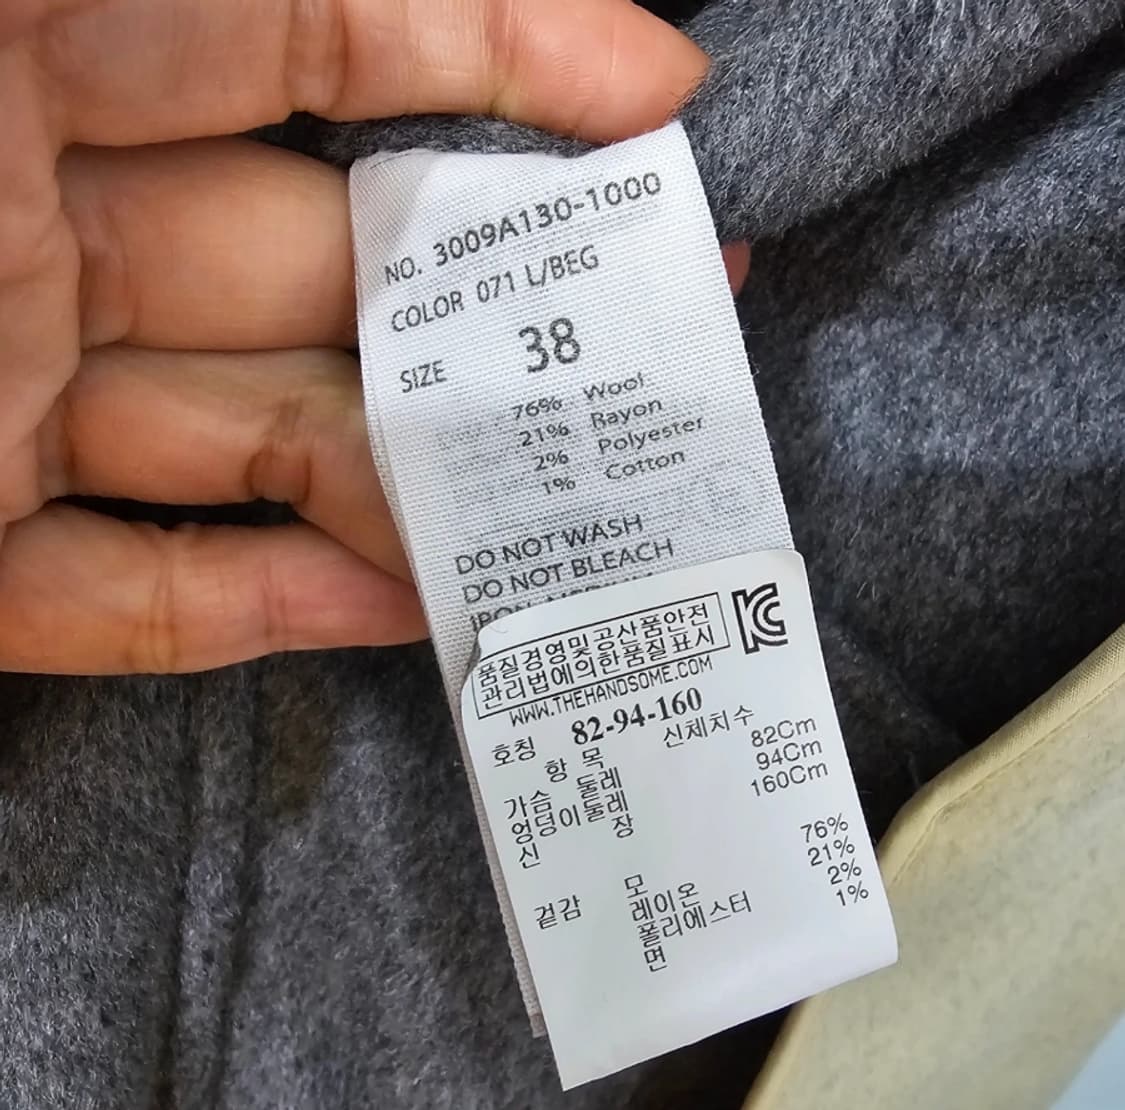 NO. 3009A130-1000
COLOR 071 L/BEG
SIZE 38
76% Wool
21% Rayon
2% Polyester
1% Cotton
DO NOT WASH
DO NOT BLEACH
품질경영및공산품안전
관리법에의한품질표시
WWW.THEHANDSOME.COM
호칭 82-94-160
항 목 신체치수
가슴둘레 82Cm
엉덩이둘레 94Cm
신 장 160Cm
겉감 모 76%
레이온 21%
폴리에스터 2%
면 1%